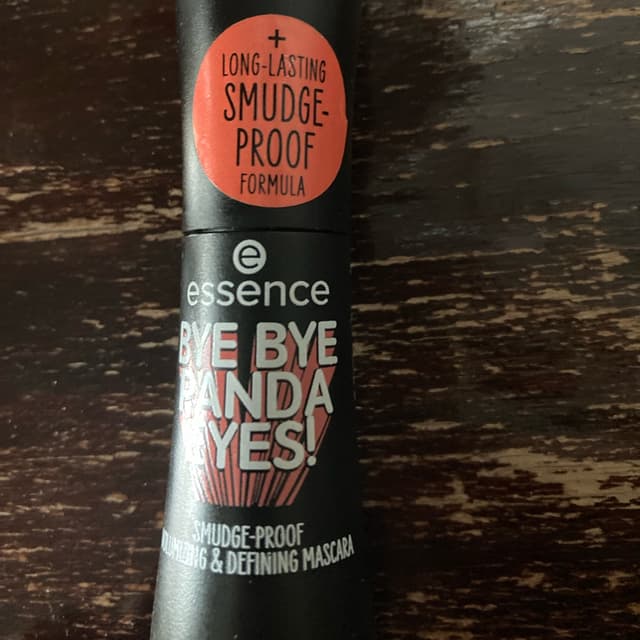 +
LONG-LASTING
SMUDGE-
PROOF
FORMULA
e
essence
BYE BYE
PANDA
EYES!
SMUDGE-PROOF
& DEFINING MASCARA